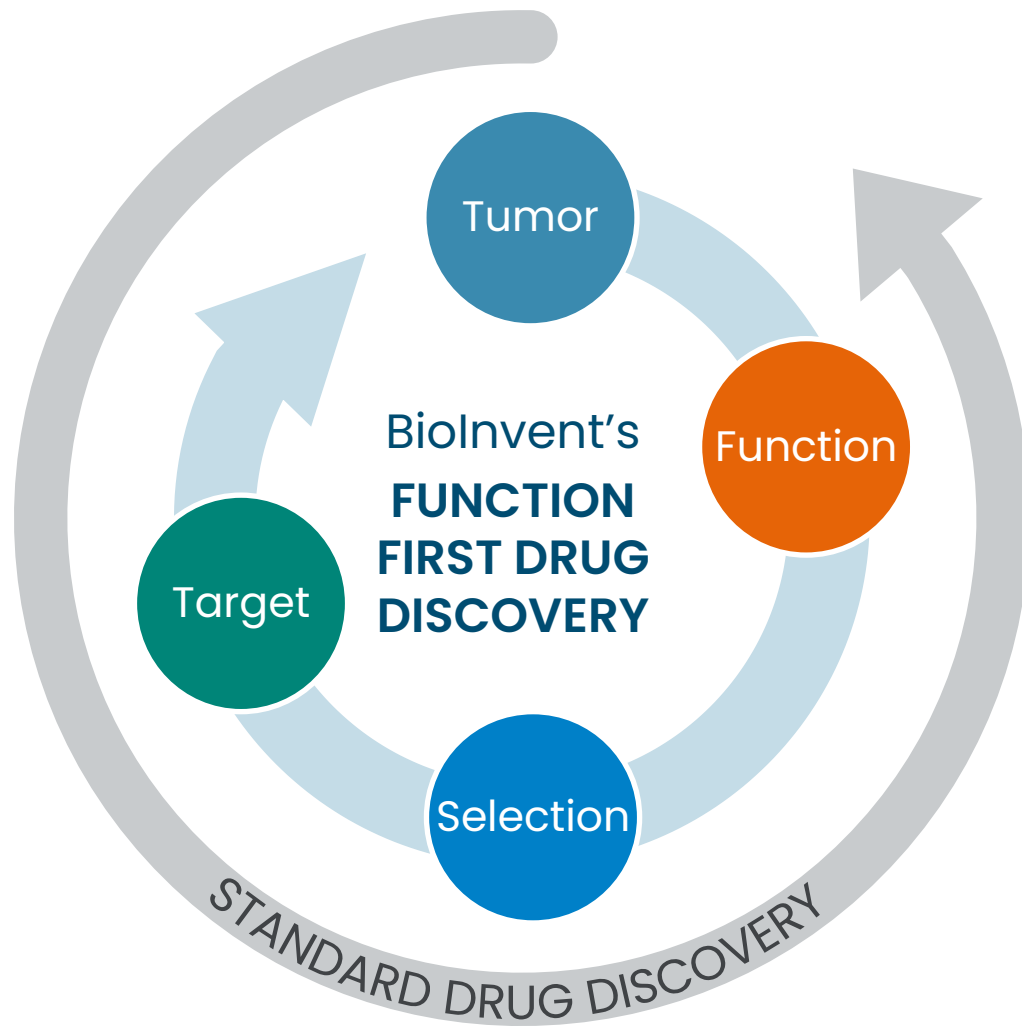 Tumor
Function
BioInvent’s
FUNCTION
FIRST DRUG
DISCOVERY
Target
Selection
STANDARD DRUG DISCOVERY